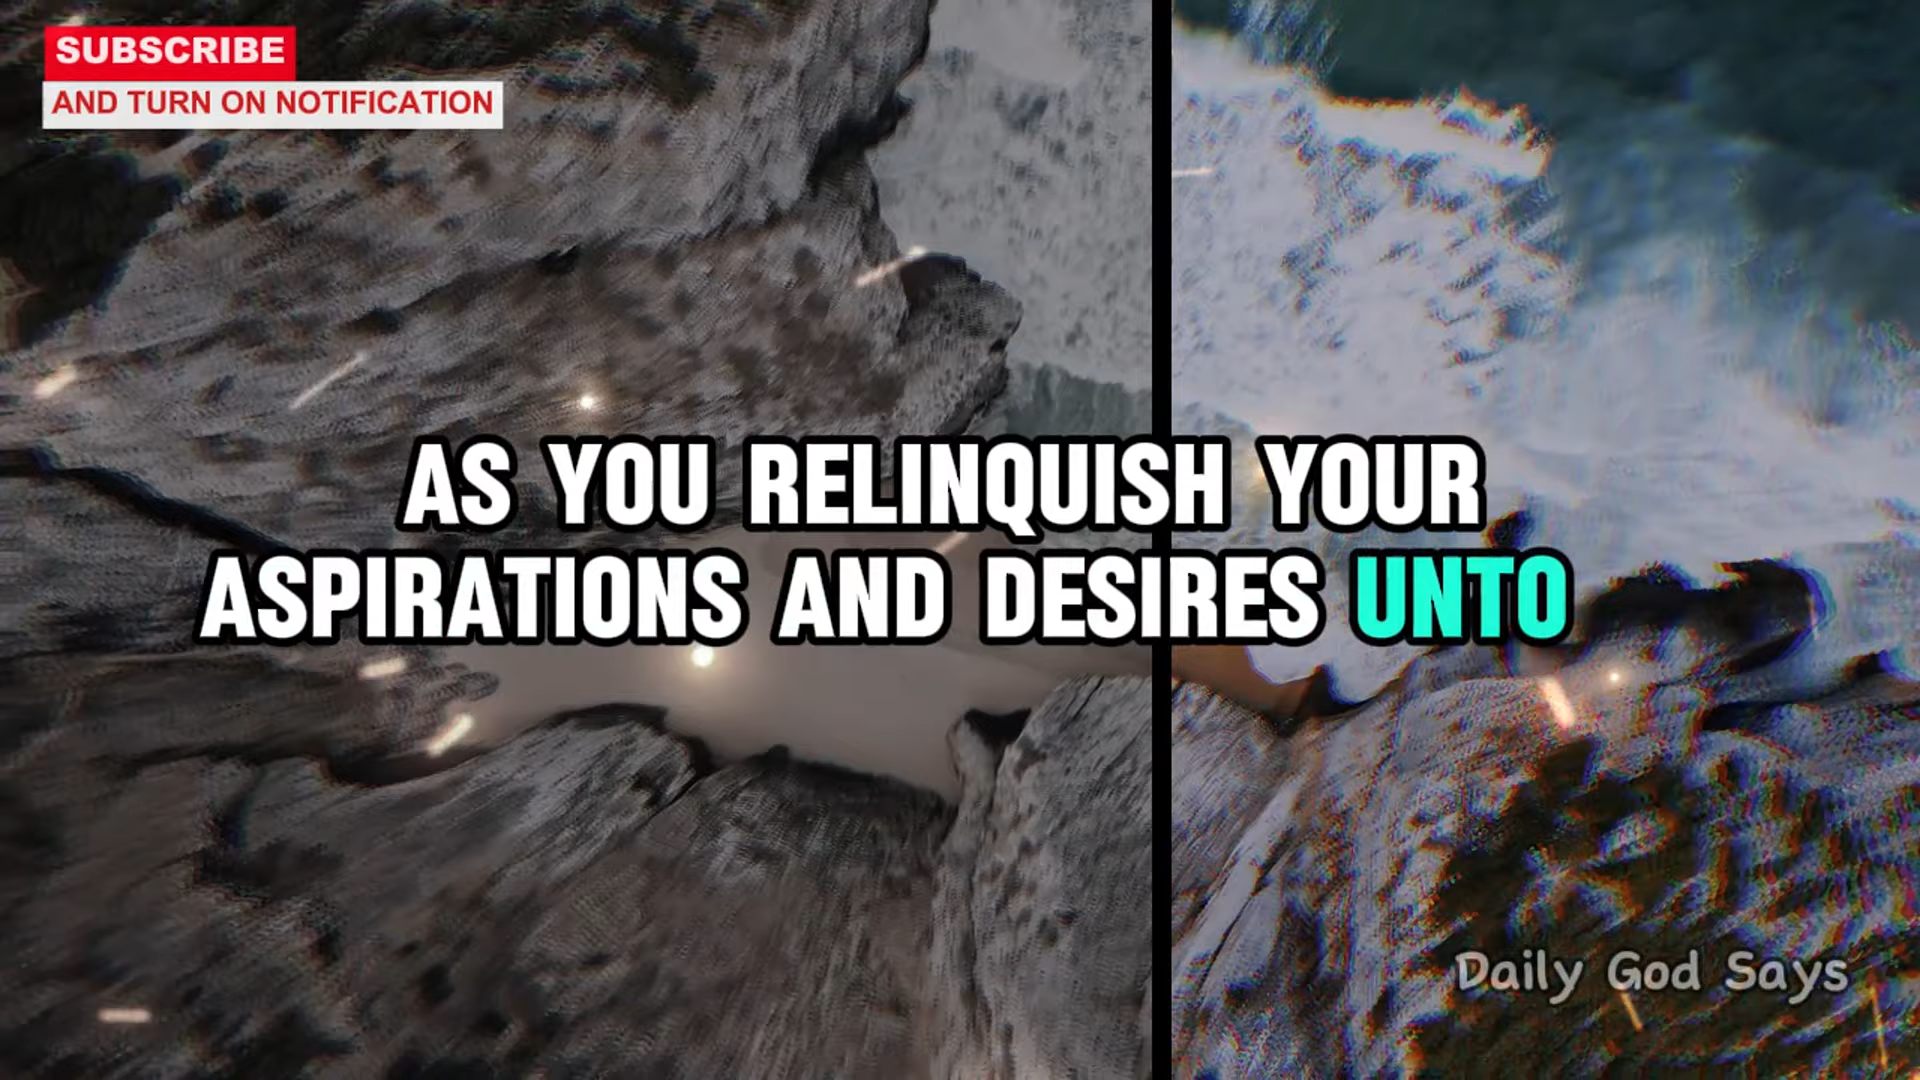 SUBSCRIBE
AND TURN ON NOTIFICATION
AS YOU RELINQUISH YOUR
ASPIRATIONS AND DESIRES UNTO
Daily God Says